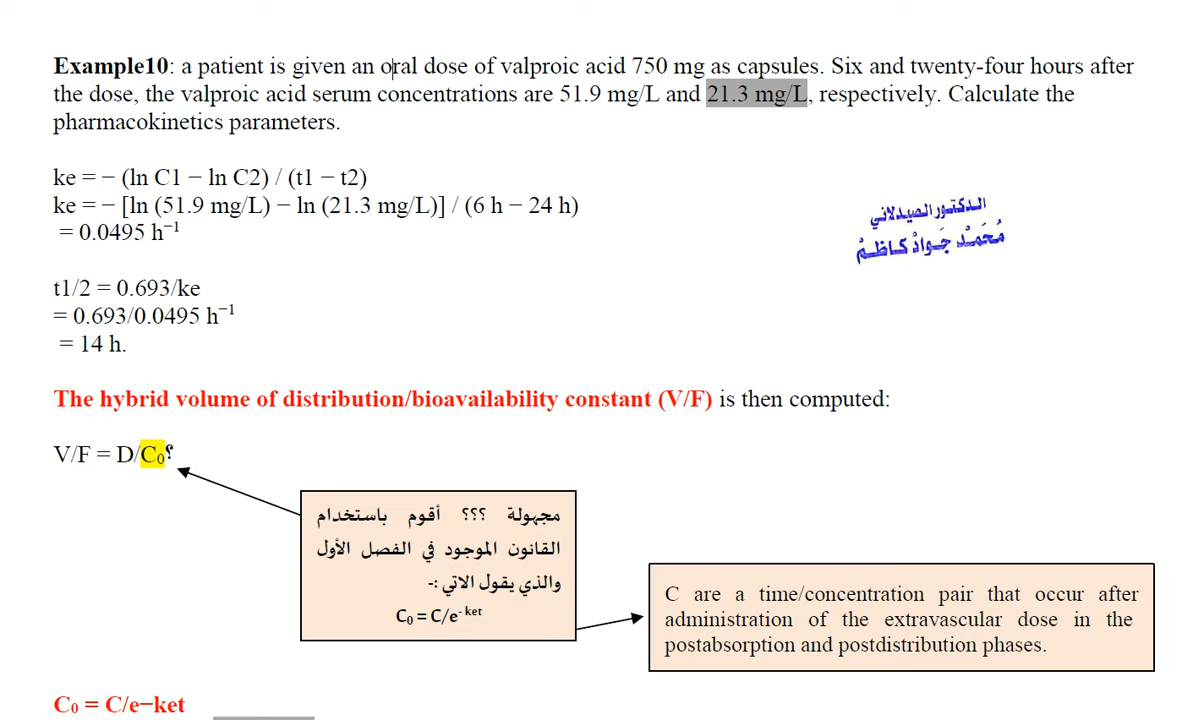 Example10: a patient is given an oral dose of valproic acid 750 mg as capsules. Six and twenty-four hours after
the dose, the valproic acid serum concentrations are 51.9 mg/L and 21.3 mg/L, respectively. Calculate the
pharmacokinetics parameters.
ke = − (ln C1 − ln C2) / (t1 − t2)
ke = − [ln (51.9 mg/L) − ln (21.3 mg/L)] / (6 h − 24 h)
= 0.0495 h⁻¹
الدكتور الصيدلاني
مُحَمَّدْ جَوادْ كاظِمْ
t1/2 = 0.693/ke
= 0.693/0.0495 h⁻¹
= 14 h.
The hybrid volume of distribution/bioavailability constant (V/F) is then computed:
V/F = D/C₀؟
مجهولة ؟؟؟ أقوم باستخدام
القانون الموجود في الفصل الأول
والذي يقول الاتي :-
C₀ = C/e⁻ᵏᵉᵗ
C are a time/concentration pair that occur after
administration of the extravascular dose in the
postabsorption and postdistribution phases.
C₀ = C/e−ket